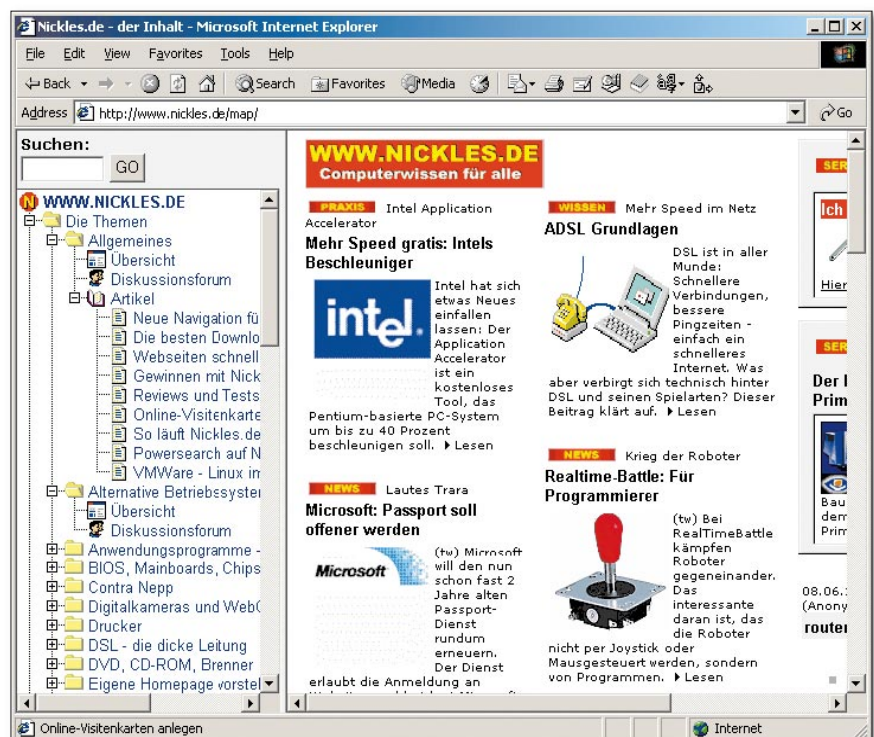 Nickles.de - der Inhalt - Microsoft Internet Explorer
File Edit View Favorites Tools Help
Back Search Favorites Media
Address http://www.nickles.de/map/ Go
Suchen:
GO
WWW.NICKLES.DE
Die Themen
Allgemeines
Übersicht
Diskussionsforum
Artikel
Neue Navigation fü
Die besten Downlo
Webseiten schnell
Gewinnen mit Nick
Reviews und Tests
Online-Visitenkarte
So läuft Nickles.de
Powersearch auf N
VMWare - Linux im
Alternative Betriebssyster
Übersicht
Diskussionsforum
Anwendungsprogramme -
BIOS, Mainboards, Chips
Contra Nepp
Digitalkameras und Web
Drucker
DSL - die dicke Leitung
DVD, CD-ROM, Brenner
Eigene Homepage vorstel
WWW.NICKLES.DE
Computerwissen für alle
PRAXIS Intel Application
Accelerator
Mehr Speed gratis: Intels
Beschleuniger
intel.
Intel hat sich
etwas Neues
einfallen
lassen: Der
Application
Accelerator
ist ein
kostenloses
Tool, das
Pentium-basierte PC-System
um bis zu 40 Prozent
beschleunigen soll. Lesen
NEWS Lautes Trara
Microsoft: Passport soll
offener werden
Microsoft
(tw) Microsoft
will den nun
schon fast 2
Jahre alten
Passport-
Dienst
rundum
erneuern.
Der Dienst
erlaubt die Anmeldung an
WISSEN Mehr Speed im Netz
ADSL Grundlagen
DSL ist in aller
Munde:
Schnellere
Verbindungen,
bessere
Pingzeiten -
einfach ein
schnelleres
Internet. Was
aber verbirgt sich technisch hinter
DSL und seinen Spielarten? Dieser
Beitrag klärt auf. Lesen
NEWS Krieg der Roboter
Realtime-Battle: Für
Programmierer
(tw) Bei
RealTimeBattle
kämpfen
Roboter
gegeneinander.
Das
interessante
daran ist, das
die Roboter
nicht per Joystick oder
Mausgesteuert werden, sondern
von Programmen. Lesen
SER
Ich
Hier
SER
Der
Prim
Bau
dem
Prim
08.06.
(Anony
router
Online-Visitenkarten anlegen
Internet